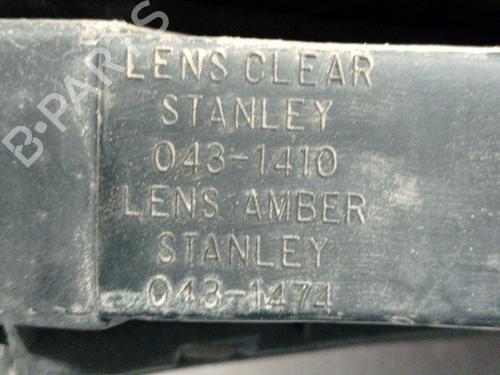 LENS CLEAR
STANLEY
043-1410
LENS AMBER
STANLEY
043-1474
B-PARTS